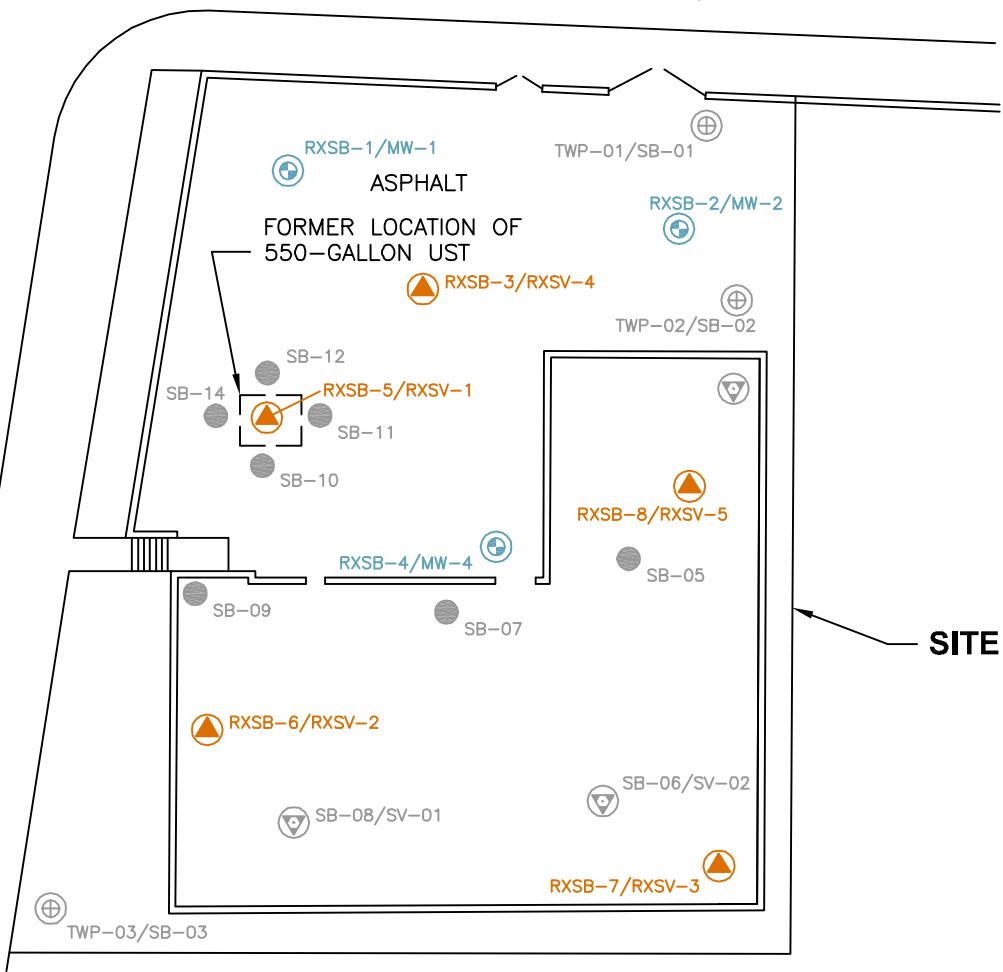 TWP-01/SB-01
RXSB-1/MW-1
ASPHALT
RXSB-2/MW-2
FORMER LOCATION OF
550-GALLON UST
RXSB-3/RXSV-4
TWP-02/SB-02
SB-12
SB-14
RXSB-5/RXSV-1
SB-11
SB-10
RXSB-8/RXSV-5
RXSB-4/MW-4
SB-05
SB-09
SB-07
SITE
RXSB-6/RXSV-2
SB-06/SV-02
SB-08/SV-01
RXSB-7/RXSV-3
TWP-03/SB-03